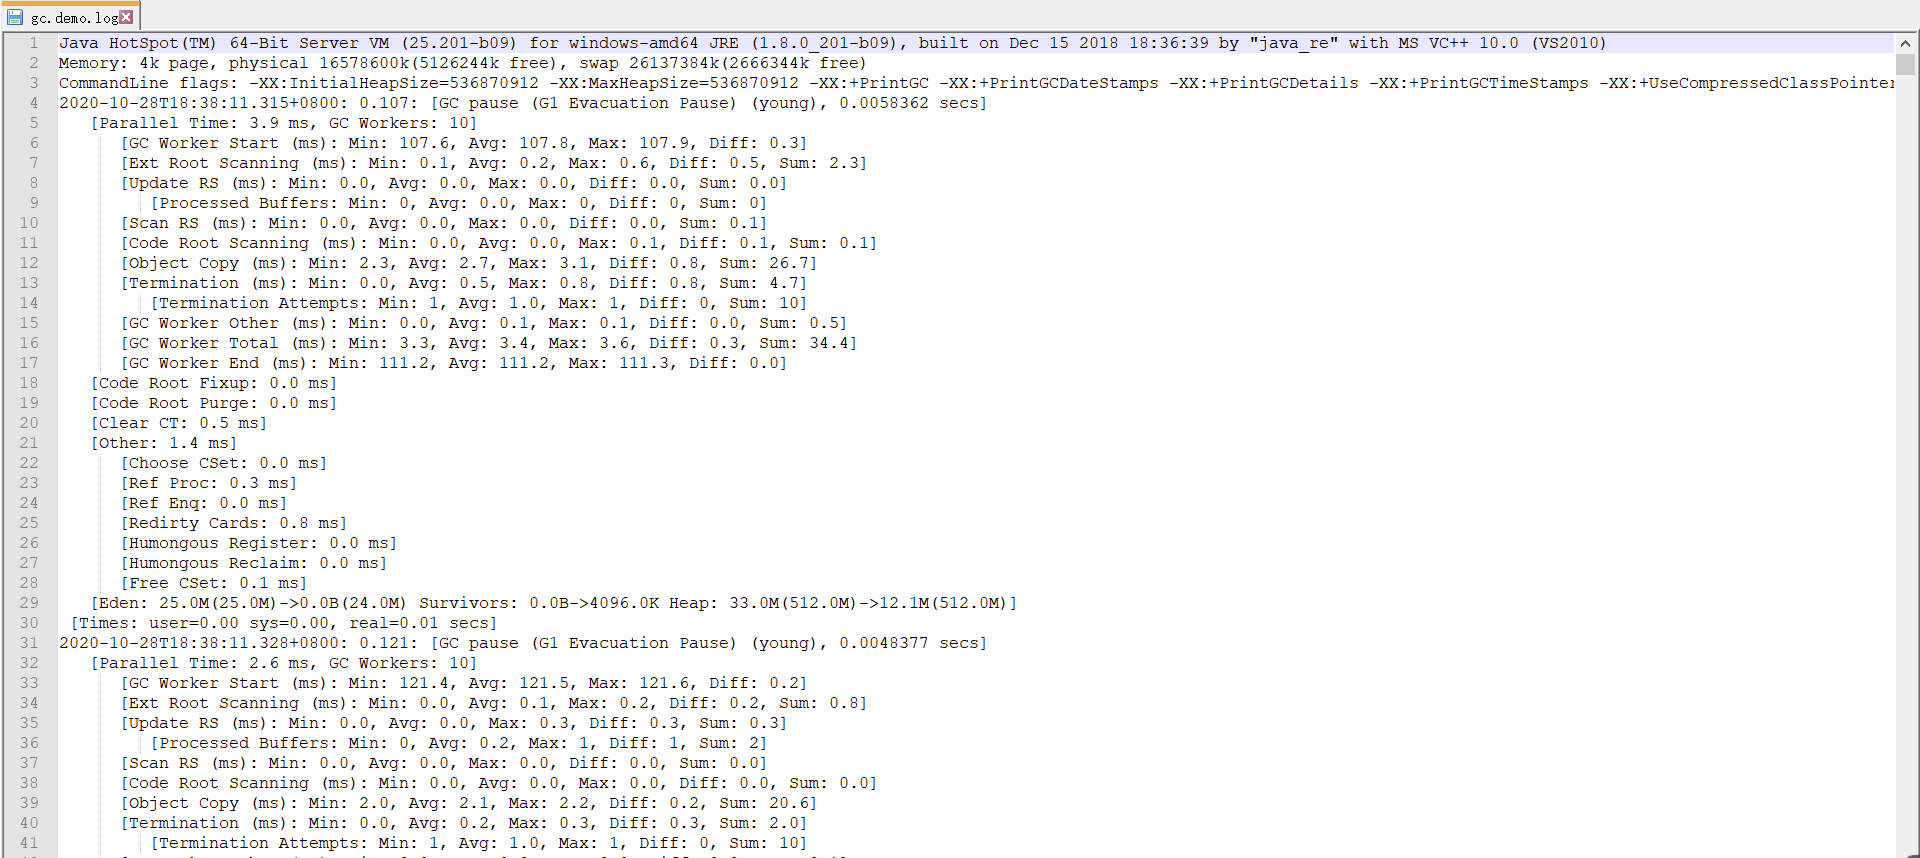 gc.demo.log
1 Java HotSpot(TM) 64-Bit Server VM (25.201-b09) for windows-amd64 JRE (1.8.0_201-b09), built on Dec 15 2018 18:36:39 by "java_re" with MS VC++ 10.0 (VS2010)
2 Memory: 4k page, physical 16578600k(5126244k free), swap 26137384k(2666344k free)
3 CommandLine flags: -XX:InitialHeapSize=536870912 -XX:MaxHeapSize=536870912 -XX:+PrintGC -XX:+PrintGCDateStamps -XX:+PrintGCDetails -XX:+PrintGCTimeStamps -XX:+UseCompressedClassPointer
4 2020-10-28T18:38:11.315+0800: 0.107: [GC pause (G1 Evacuation Pause) (young), 0.0058362 secs]
5 [Parallel Time: 3.9 ms, GC Workers: 10]
6 [GC Worker Start (ms): Min: 107.6, Avg: 107.8, Max: 107.9, Diff: 0.3]
7 [Ext Root Scanning (ms): Min: 0.1, Avg: 0.2, Max: 0.6, Diff: 0.5, Sum: 2.3]
8 [Update RS (ms): Min: 0.0, Avg: 0.0, Max: 0.0, Diff: 0.0, Sum: 0.0]
9 [Processed Buffers: Min: 0, Avg: 0.0, Max: 0, Diff: 0, Sum: 0]
10 [Scan RS (ms): Min: 0.0, Avg: 0.0, Max: 0.0, Diff: 0.0, Sum: 0.1]
11 [Code Root Scanning (ms): Min: 0.0, Avg: 0.0, Max: 0.1, Diff: 0.1, Sum: 0.1]
12 [Object Copy (ms): Min: 2.3, Avg: 2.7, Max: 3.1, Diff: 0.8, Sum: 26.7]
13 [Termination (ms): Min: 0.0, Avg: 0.5, Max: 0.8, Diff: 0.8, Sum: 4.7]
14 [Termination Attempts: Min: 1, Avg: 1.0, Max: 1, Diff: 0, Sum: 10]
15 [GC Worker Other (ms): Min: 0.0, Avg: 0.1, Max: 0.1, Diff: 0.0, Sum: 0.5]
16 [GC Worker Total (ms): Min: 3.3, Avg: 3.4, Max: 3.6, Diff: 0.3, Sum: 34.4]
17 [GC Worker End (ms): Min: 111.2, Avg: 111.2, Max: 111.3, Diff: 0.0]
18 [Code Root Fixup: 0.0 ms]
19 [Code Root Purge: 0.0 ms]
20 [Clear CT: 0.5 ms]
21 [Other: 1.4 ms]
22 [Choose CSet: 0.0 ms]
23 [Ref Proc: 0.3 ms]
24 [Ref Enq: 0.0 ms]
25 [Redirty Cards: 0.8 ms]
26 [Humongous Register: 0.0 ms]
27 [Humongous Reclaim: 0.0 ms]
28 [Free CSet: 0.1 ms]
29 [Eden: 25.0M(25.0M)->0.0B(24.0M) Survivors: 0.0B->4096.0K Heap: 33.0M(512.0M)->12.1M(512.0M)]
30 [Times: user=0.00 sys=0.00, real=0.01 secs]
31 2020-10-28T18:38:11.328+0800: 0.121: [GC pause (G1 Evacuation Pause) (young), 0.0048377 secs]
32 [Parallel Time: 2.6 ms, GC Workers: 10]
33 [GC Worker Start (ms): Min: 121.4, Avg: 121.5, Max: 121.6, Diff: 0.2]
34 [Ext Root Scanning (ms): Min: 0.0, Avg: 0.1, Max: 0.2, Diff: 0.2, Sum: 0.8]
35 [Update RS (ms): Min: 0.0, Avg: 0.0, Max: 0.3, Diff: 0.3, Sum: 0.3]
36 [Processed Buffers: Min: 0, Avg: 0.2, Max: 1, Diff: 1, Sum: 2]
37 [Scan RS (ms): Min: 0.0, Avg: 0.0, Max: 0.0, Diff: 0.0, Sum: 0.0]
38 [Code Root Scanning (ms): Min: 0.0, Avg: 0.0, Max: 0.0, Diff: 0.0, Sum: 0.0]
39 [Object Copy (ms): Min: 2.0, Avg: 2.1, Max: 2.2, Diff: 0.2, Sum: 20.6]
40 [Termination (ms): Min: 0.0, Avg: 0.2, Max: 0.3, Diff: 0.3, Sum: 2.0]
41 [Termination Attempts: Min: 1, Avg: 1.0, Max: 1, Diff: 0, Sum: 10]